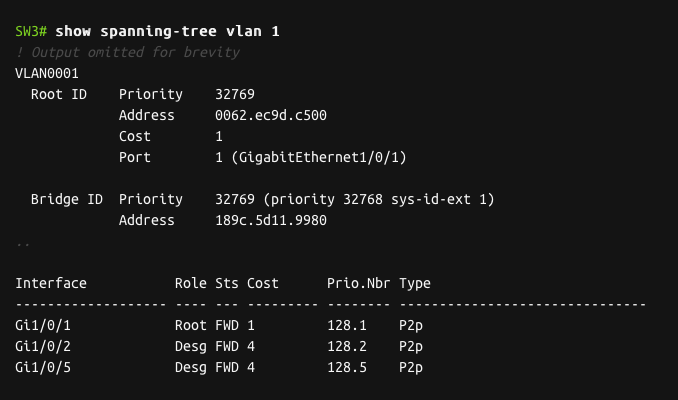 SW3# show spanning-tree vlan 1
! Output omitted for brevity
VLAN0001
  Root ID    Priority    32769
             Address     0062.ec9d.c500
             Cost        1
             Port        1 (GigabitEthernet1/0/1)

  Bridge ID  Priority    32769 (priority 32768 sys-id-ext 1)
             Address     189c.5d11.9980
..

Interface           Role Sts Cost      Prio.Nbr Type
------------------- ---- --- --------- -------- -------------------------------
Gi1/0/1             Root FWD 1         128.1    P2p
Gi1/0/2             Desg FWD 4         128.2    P2p
Gi1/0/5             Desg FWD 4         128.5    P2p